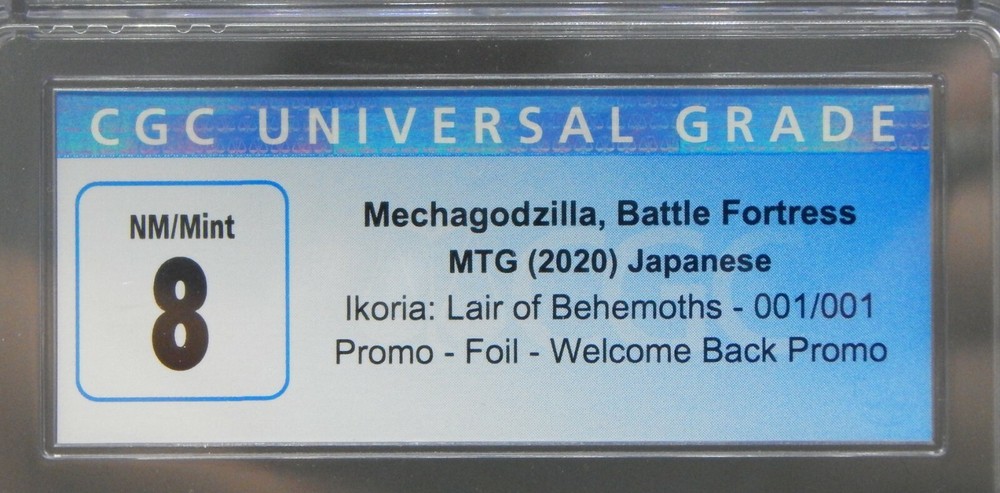 CGC UNIVERSAL GRADE
NM/Mint
8
Mechagodzilla, Battle Fortress
MTG (2020) Japanese
Ikoria: Lair of Behemoths - 001/001
Promo - Foil - Welcome Back Promo